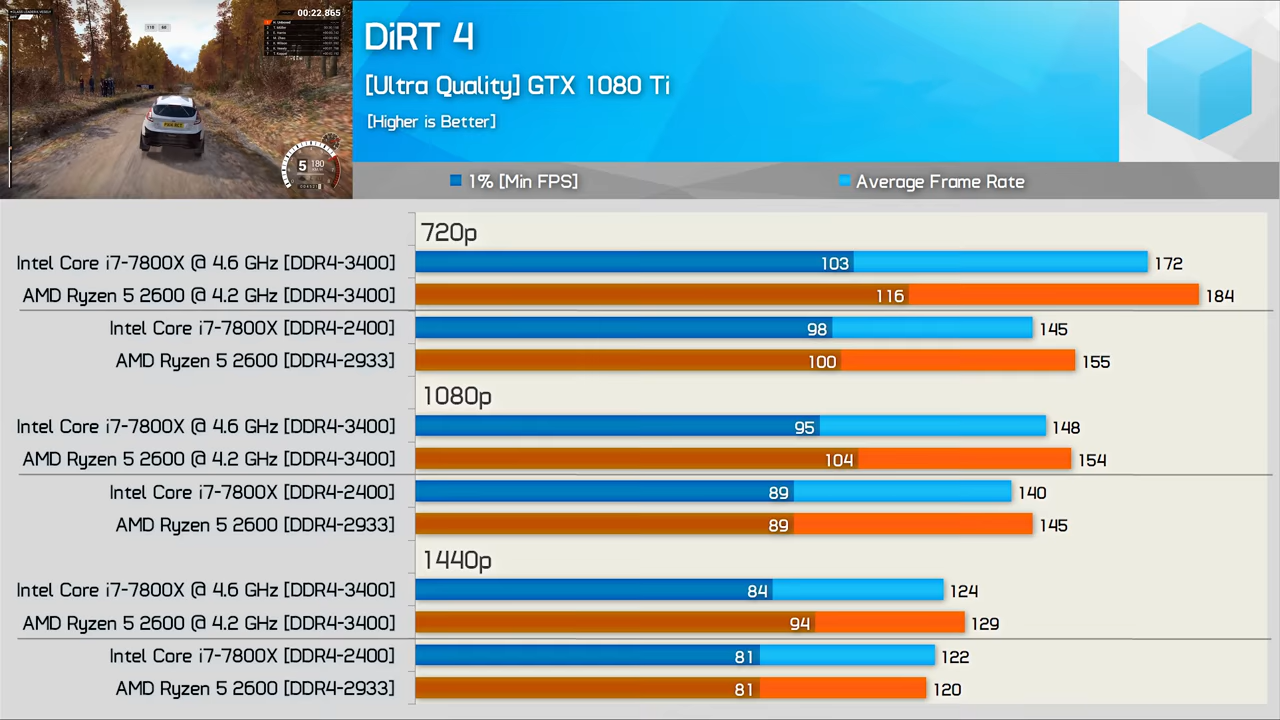 00:22.865
DiRT 4
[Ultra Quality] GTX 1080 Ti
[Higher is Better]
5 180
1% [Min FPS] Average Frame Rate
720p
Intel Core i7-7800X @ 4.6 GHz [DDR4-3400] 103 172
AMD Ryzen 5 2600 @ 4.2 GHz [DDR4-3400] 116 184
Intel Core i7-7800X [DDR4-2400] 98 145
AMD Ryzen 5 2600 [DDR4-2933] 100 155
1080p
Intel Core i7-7800X @ 4.6 GHz [DDR4-3400] 95 148
AMD Ryzen 5 2600 @ 4.2 GHz [DDR4-3400] 104 154
Intel Core i7-7800X [DDR4-2400] 89 140
AMD Ryzen 5 2600 [DDR4-2933] 89 145
1440p
Intel Core i7-7800X @ 4.6 GHz [DDR4-3400] 84 124
AMD Ryzen 5 2600 @ 4.2 GHz [DDR4-3400] 94 129
Intel Core i7-7800X [DDR4-2400] 81 122
AMD Ryzen 5 2600 [DDR4-2933] 81 120